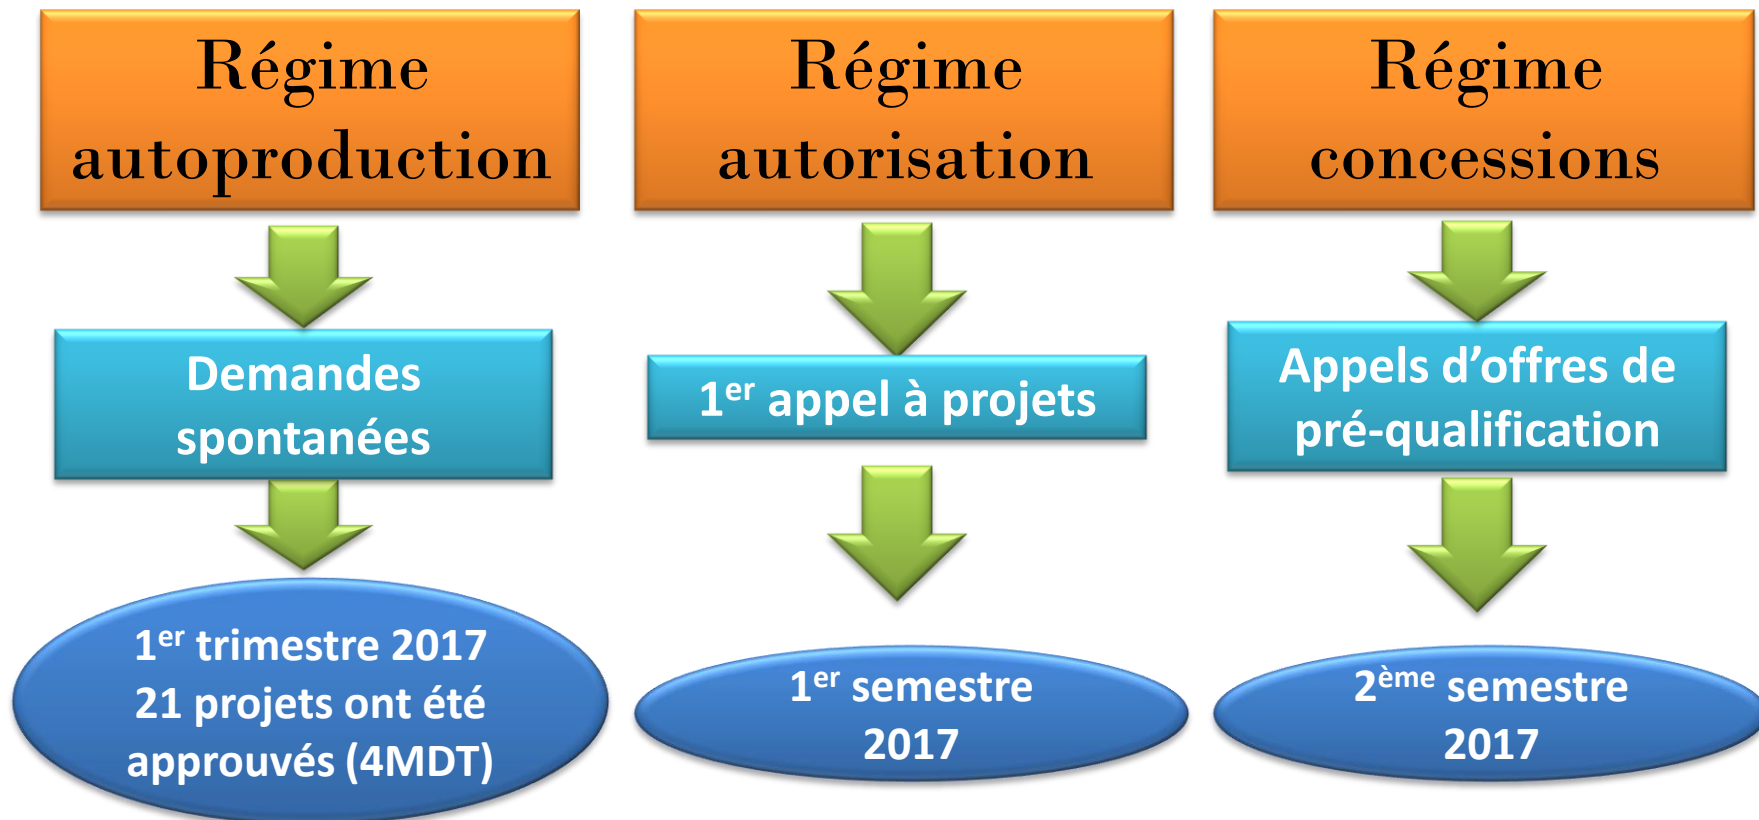 Régime
autoproduction
Régime
autorisation
Régime
concessions
Demandes
spontanées
1er appel à projets
Appels d’offres de
pré-qualification
1er trimestre 2017
21 projets ont été
approuvés (4MDT)
1er semestre
2017
2ème semestre
2017